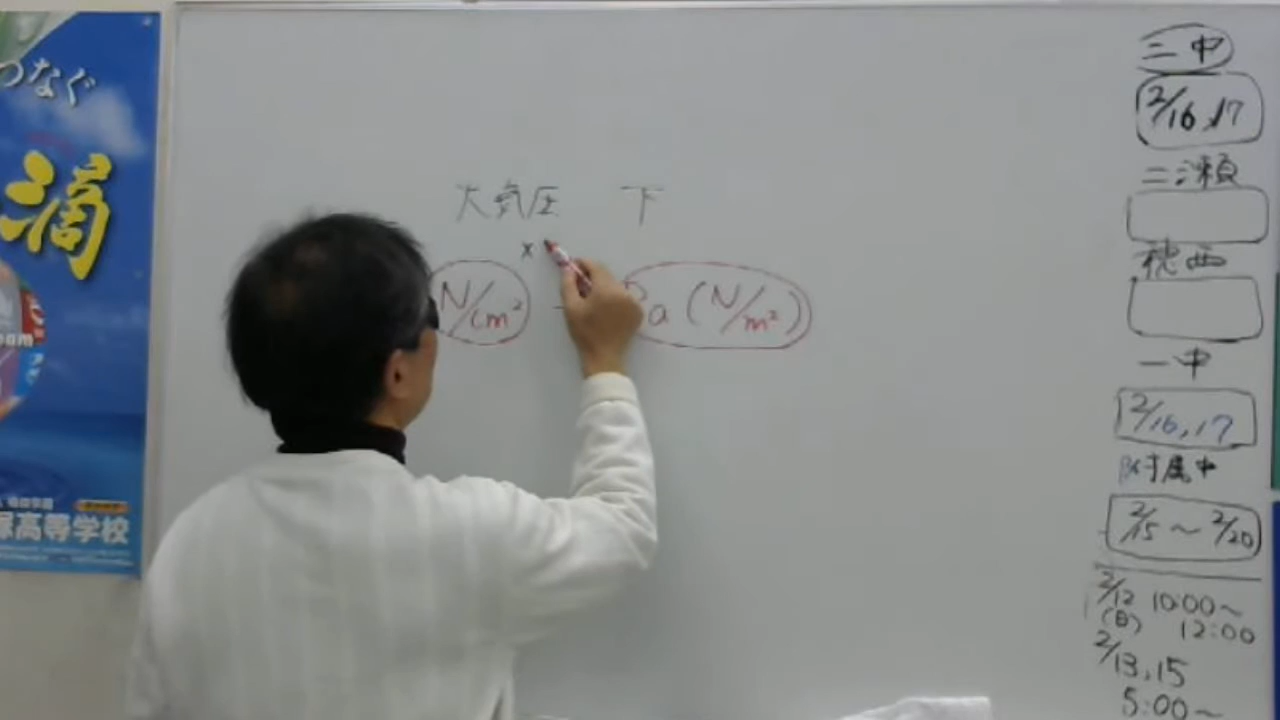 つなぐ
滴
高等学校
大気圧 下
x
N/cm²
a (N/m²)
二中
2/16,17
二瀬
穂西
一中
2/16,17
附属中
2/15～2/20
2/12 10:00～
(日) 12:00
2/13,15
5:00～